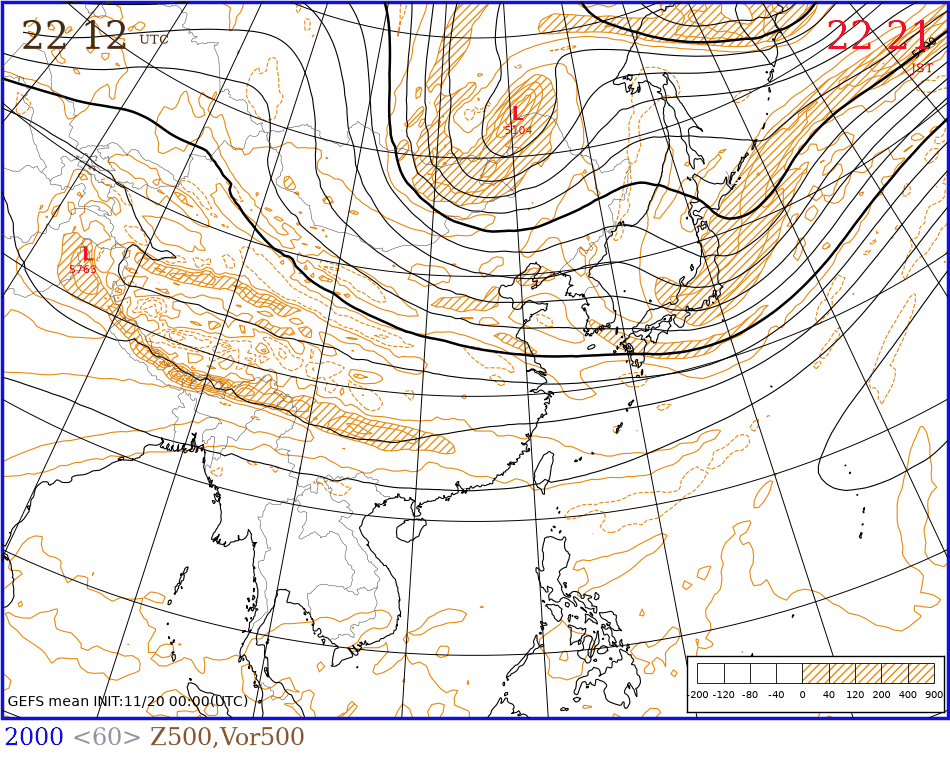 22 12 UTC
22 21 JST
L
5104
L
5763
-200 -120 -80 -40 0 40 120 200 400 900
GEFS mean INIT:11/20 00:00(UTC)
2000 <60> Z500,Vor500